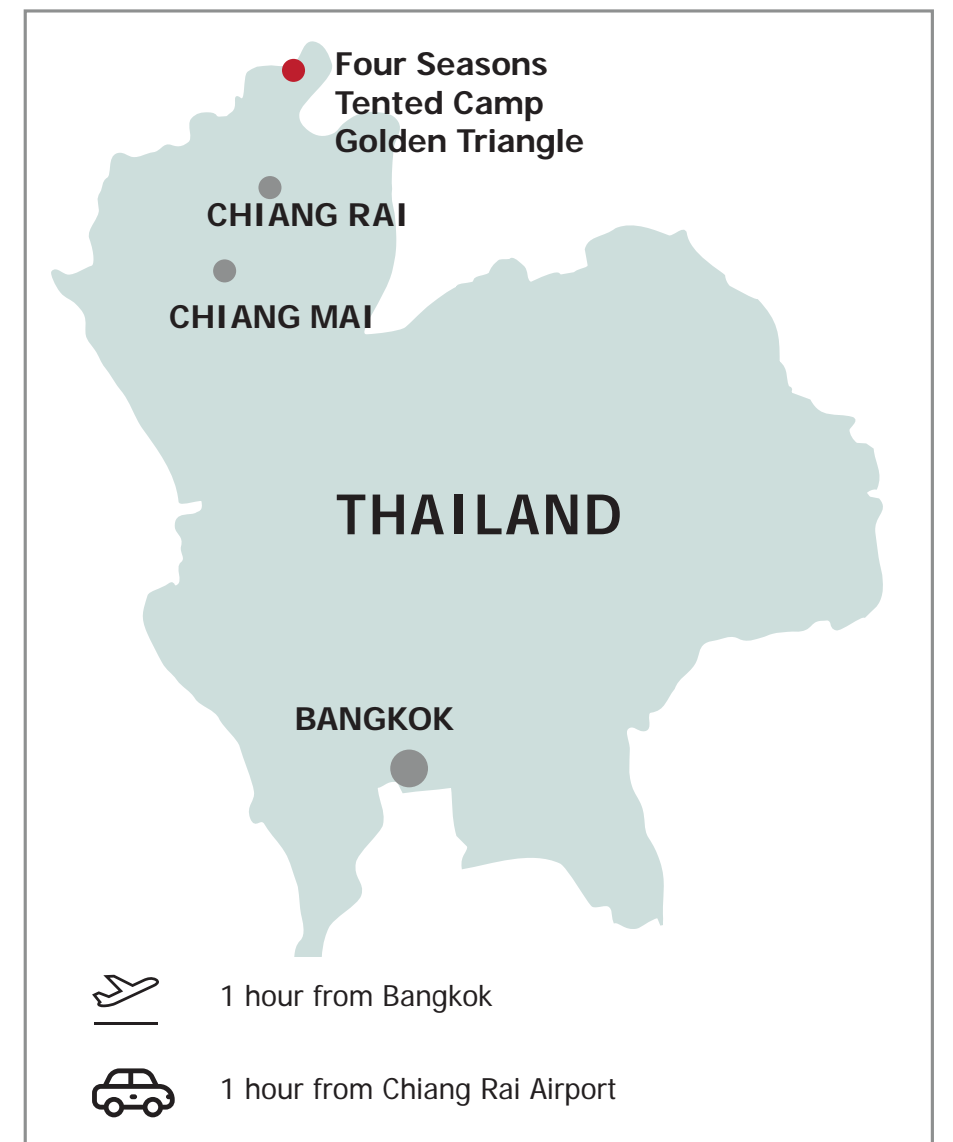 Four Seasons
Tented Camp
Golden Triangle
CHIANG RAI
CHIANG MAI
THAILAND
BANGKOK
1 hour from Bangkok
1 hour from Chiang Rai Airport